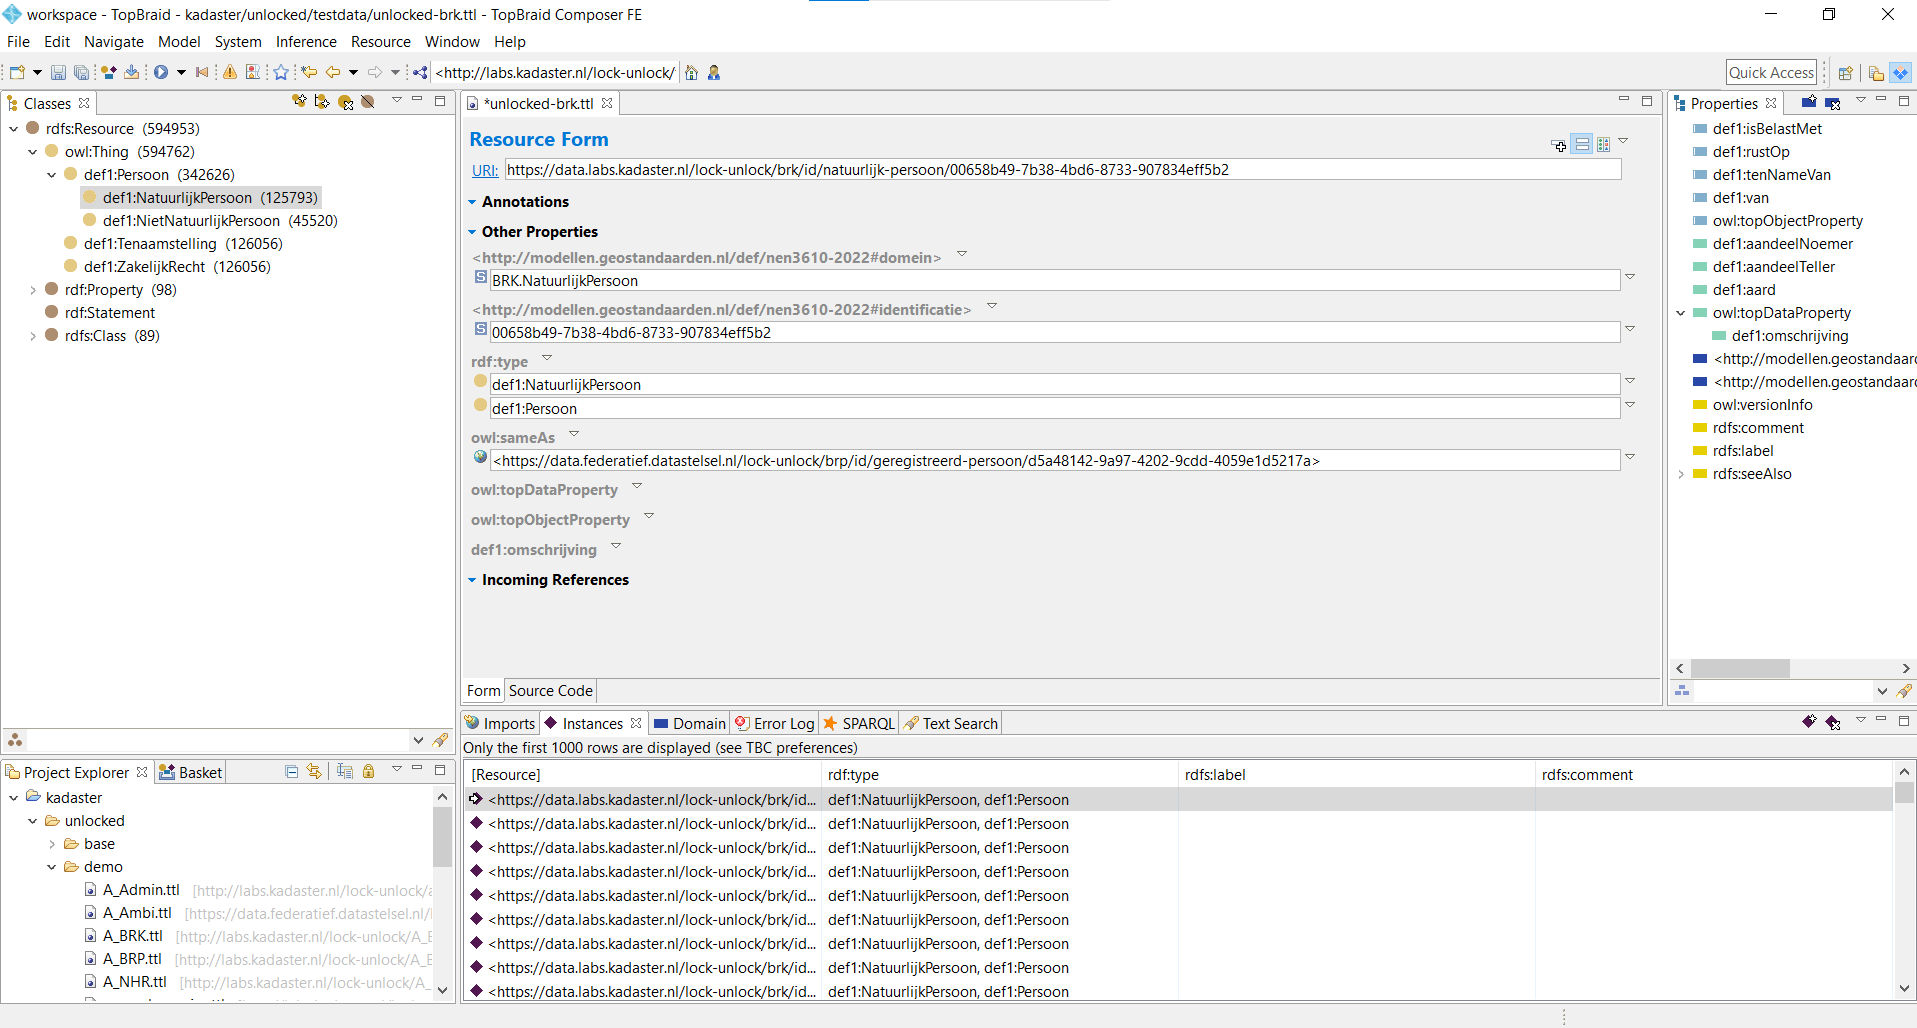 workspace - TopBraid - kadaster/unlocked/testdata/unlocked-brk.ttl - TopBraid Composer FE
File Edit Navigate Model System Inference Resource Window Help
<http://labs.kadaster.nl/lock-unlock/
Quick Access
Classes
rdfs:Resource (594953)
owl:Thing (594762)
def1:Persoon (342626)
def1:NatuurlijkPersoon (125793)
def1:NietNatuurlijkPersoon (45520)
def1:Tenaamstelling (126056)
def1:ZakelijkRecht (126056)
rdf:Property (98)
rdf:Statement
rdfs:Class (89)
*unlocked-brk.ttl
Resource Form
URI: https://data.labs.kadaster.nl/lock-unlock/brk/id/natuurlijk-persoon/00658b49-7b38-4bd6-8733-907834eff5b2
Annotations
Other Properties
<http://modellen.geostandaarden.nl/def/nen3610-2022#domein>
BRK.NatuurlijkPersoon
<http://modellen.geostandaarden.nl/def/nen3610-2022#identificatie>
00658b49-7b38-4bd6-8733-907834eff5b2
rdf:type
def1:NatuurlijkPersoon
def1:Persoon
owl:sameAs
<https://data.federatief.datastelsel.nl/lock-unlock/brp/id/geregistreerd-persoon/d5a48142-9a97-4202-9cdd-4059e1d5217a>
owl:topDataProperty
owl:topObjectProperty
def1:omschrijving
Incoming References
Form Source Code
Properties
def1:isBelastMet
def1:rustOp
def1:tenNameVan
def1:van
owl:topObjectProperty
def1:aandeelNoemer
def1:aandeelTeller
def1:aard
owl:topDataProperty
def1:omschrijving
<http://modellen.geostandaard
<http://modellen.geostandaard
owl:versionInfo
rdfs:comment
rdfs:label
rdfs:seeAlso
Project Explorer Basket
kadaster
unlocked
base
demo
A_Admin.ttl [http://labs.kadaster.nl/lock-unlock/a
A_Ambi.ttl [https://data.federatief.datastelsel.nl/l
A_BRK.ttl [http://labs.kadaster.nl/lock-unlock/A_B
A_BRP.ttl [http://labs.kadaster.nl/lock-unlock/A_B
A_NHR.ttl [http://labs.kadaster.nl/lock-unlock/A_
Imports Instances Domain Error Log SPARQL Text Search
Only the first 1000 rows are displayed (see TBC preferences)
[Resource] rdf:type rdfs:label rdfs:comment
<https://data.labs.kadaster.nl/lock-unlock/brk/id... def1:NatuurlijkPersoon, def1:Persoon
<https://data.labs.kadaster.nl/lock-unlock/brk/id... def1:NatuurlijkPersoon, def1:Persoon
<https://data.labs.kadaster.nl/lock-unlock/brk/id... def1:NatuurlijkPersoon, def1:Persoon
<https://data.labs.kadaster.nl/lock-unlock/brk/id... def1:NatuurlijkPersoon, def1:Persoon
<https://data.labs.kadaster.nl/lock-unlock/brk/id... def1:NatuurlijkPersoon, def1:Persoon
<https://data.labs.kadaster.nl/lock-unlock/brk/id... def1:NatuurlijkPersoon, def1:Persoon
<https://data.labs.kadaster.nl/lock-unlock/brk/id... def1:NatuurlijkPersoon, def1:Persoon
<https://data.labs.kadaster.nl/lock-unlock/brk/id... def1:NatuurlijkPersoon, def1:Persoon
<https://data.labs.kadaster.nl/lock-unlock/brk/id... def1:NatuurlijkPersoon, def1:Persoon